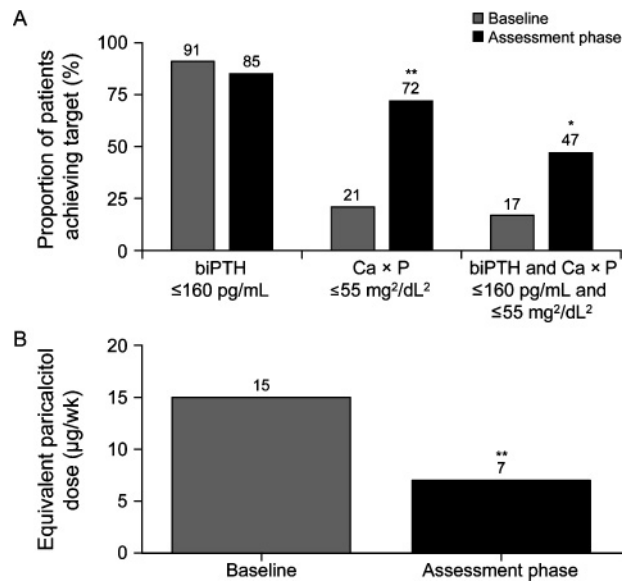 A
Baseline
Assessment phase
Proportion of patients
achieving target (%)
100
75
50
25
0
91
85
21
**
72
17
*
47
biPTH
≤160 pg/mL
Ca × P
≤55 mg²/dL²
biPTH and Ca × P
≤160 pg/mL and
≤55 mg²/dL²
B
Equivalent paricalcitol
dose (µg/wk)
20
15
10
5
0
15
**
7
Baseline
Assessment phase